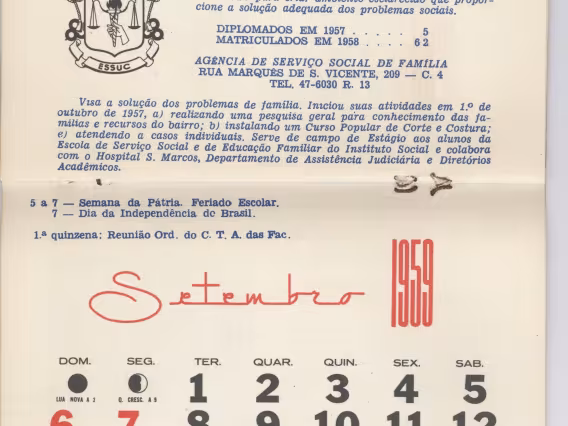 cione a solução adequada dos problemas sociais.
DIPLOMADOS EM 1957 . . . . . 5
MATRICULADOS EM 1958 . . . . 62
ESSUC
AGÊNCIA DE SERVIÇO SOCIAL DE FAMÍLIA
RUA MARQUÊS DE S. VICENTE, 209 — C. 4
TEL. 47-6030 R. 13
Visa a solução dos problemas de família. Iniciou suas atividades em 1.º de
outubro de 1957, a) realizando uma pesquisa geral para conhecimento das fa-
mílias e recursos do bairro; b) instalando um Curso Popular de Corte e Costura;
e) atendendo a casos individuais. Serve de campo de Estágio aos alunos da
Escola de Serviço Social e de Educação Familiar do Instituto Social e colabora
com o Hospital S. Marcos, Departamento de Assistência Judiciária e Diretórios
Acadêmicos.
5 a 7 — Semana da Pátria. Feriado Escolar.
7 — Dia da Independência do Brasil.
1.ª quinzena: Reunião Ord. do C. T. A. das Fac.
Setembro 1959
DOM. SEG. TER. QUAR. QUIN. SEX. SAB.
LUA NOVA A 2 Q. CRESC. A 9 1 2 3 4 5
6 7 8 9 10 11 12